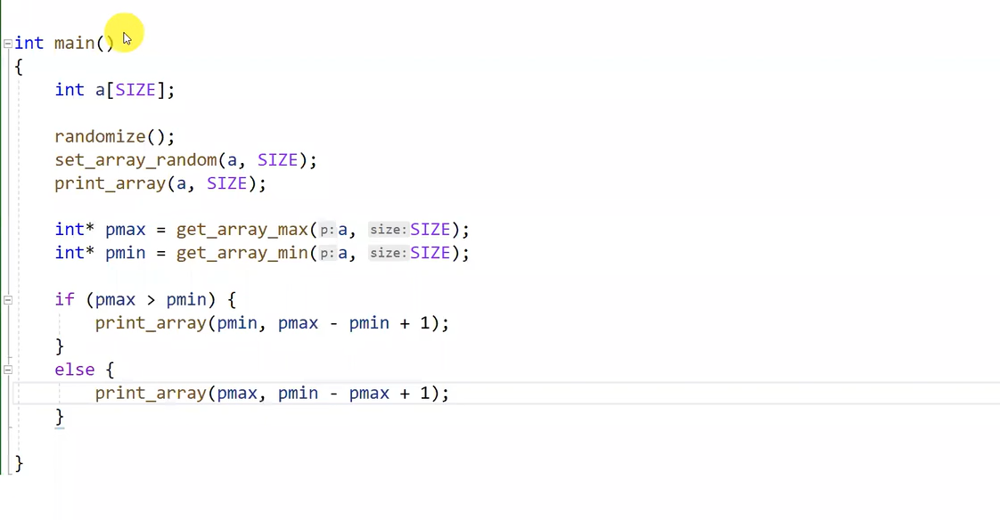 int main()
{
    int a[SIZE];
    randomize();
    set_array_random(a, SIZE);
    print_array(a, SIZE);
    int* pmax = get_array_max(p:a, size:SIZE);
    int* pmin = get_array_min(p:a, size:SIZE);
    if (pmax > pmin) {
        print_array(pmin, pmax - pmin + 1);
    }
    else {
        print_array(pmax, pmin - pmax + 1);
    }
}